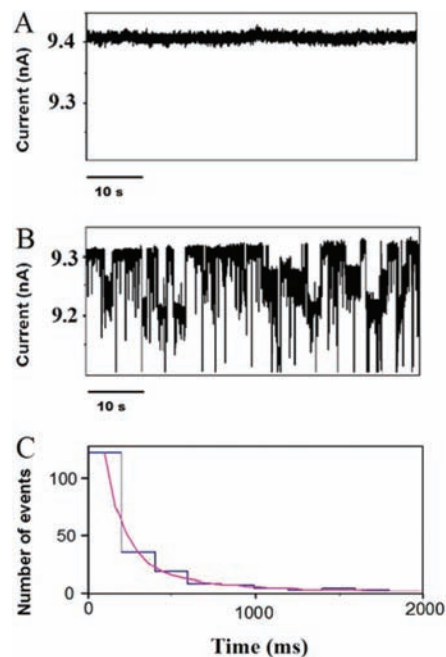 A
Current (nA)
9.4
9.3
10 s
B
Current (nA)
9.3
9.2
10 s
C
Number of events
100
50
0
0
1000
2000
Time (ms)